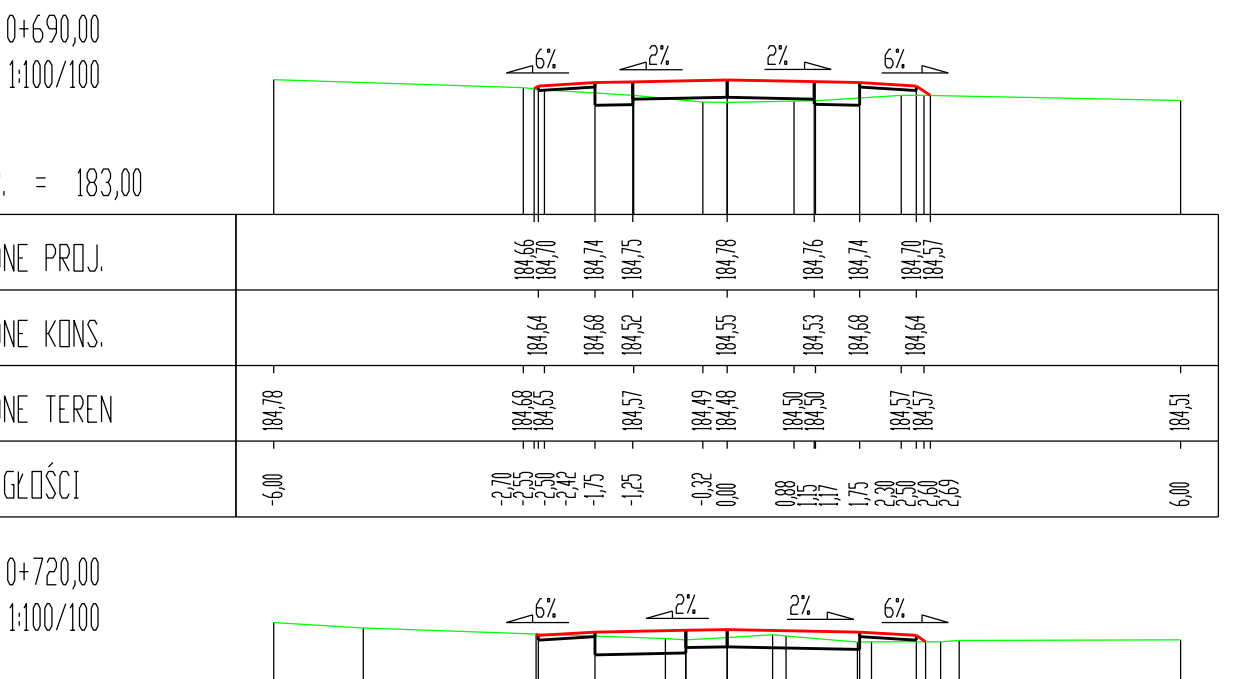 0+690,00
1:100/100
6% 2% 2% 6%
= 183,00
NE PROJ. 184,66 184,70 184,74 184,75 184,78 184,76 184,74 184,70 184,57
NE KONS. 184,64 184,68 184,52 184,55 184,53 184,68 184,64
NE TEREN 184,78 184,68 184,65 184,57 184,49 184,48 184,50 184,50 184,57 184,57 184,51
GŁOŚCI -6,00 -2,70 -2,55 -2,50 -2,42 -1,75 -1,25 -0,32 0,00 0,88 1,15 1,17 1,75 2,30 2,50 2,60 2,69 6,00
0+720,00
1:100/100
6% 2% 2% 6%